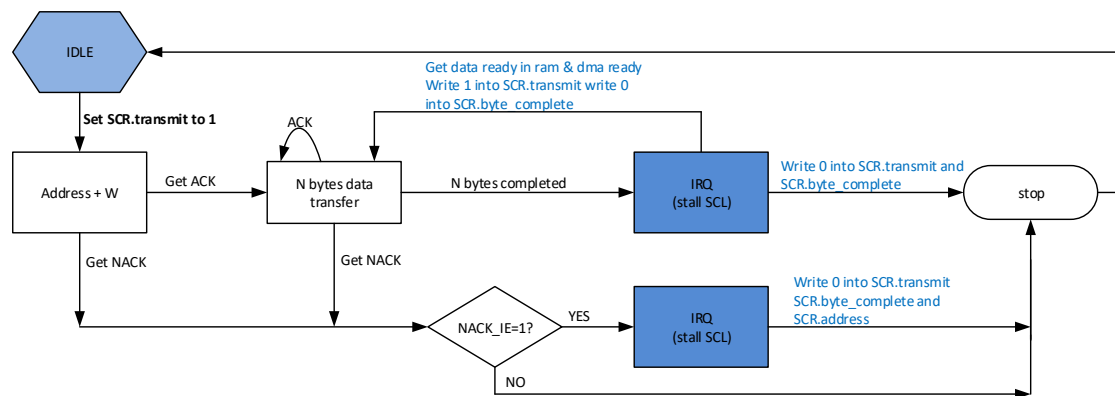 IDLE
Get data ready in ram & dma ready
Write 1 into SCR.transmit write 0
into SCR.byte_complete
Set SCR.transmit to 1
ACK
Address + W
Get ACK
N bytes data
transfer
N bytes completed
IRQ
(stall SCL)
Write 0 into SCR.transmit and
SCR.byte_complete
stop
Get NACK
Get NACK
NACK_IE=1?
YES
IRQ
(stall SCL)
Write 0 into SCR.transmit
SCR.byte_complete and
SCR.address
NO